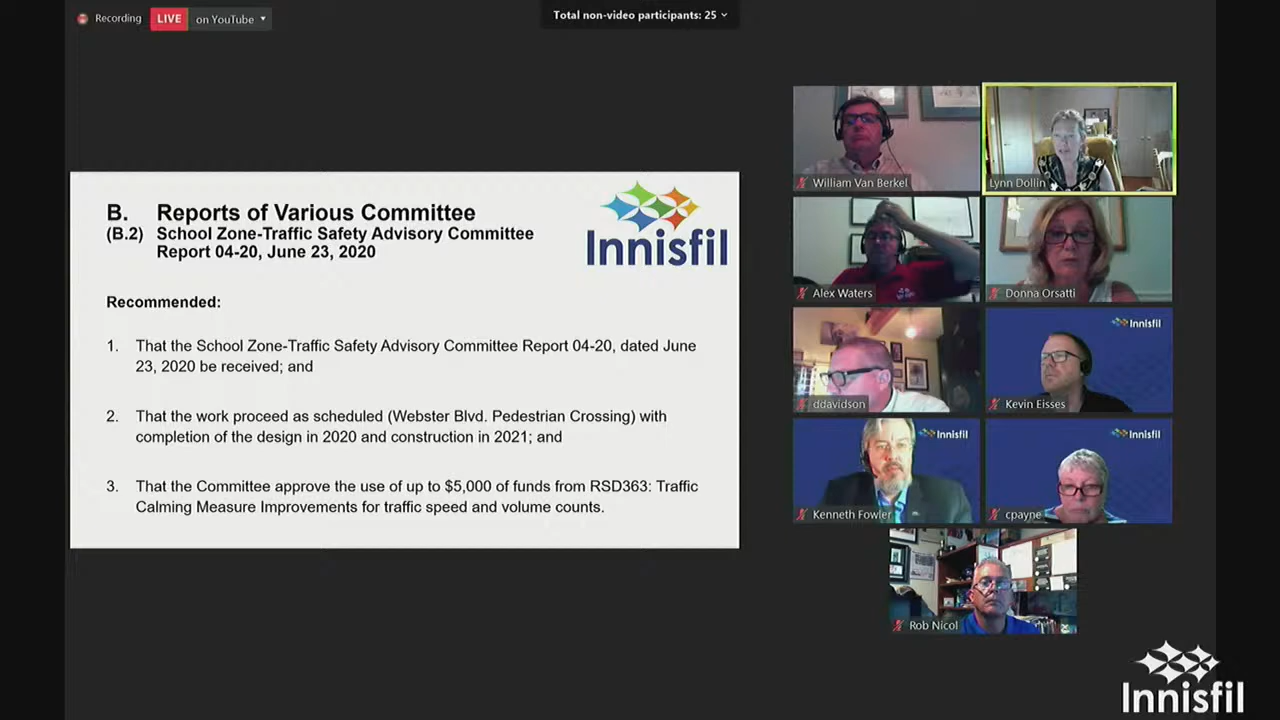 Recording
LIVE on YouTube
Total non-video participants: 25
B. Reports of Various Committee
(B.2) School Zone-Traffic Safety Advisory Committee
Report 04-20, June 23, 2020
Innisfil
Recommended:
1. That the School Zone-Traffic Safety Advisory Committee Report 04-20, dated June
23, 2020 be received; and
2. That the work proceed as scheduled (Webster Blvd. Pedestrian Crossing) with
completion of the design in 2020 and construction in 2021; and
3. That the Committee approve the use of up to $5,000 of funds from RSD363: Traffic
Calming Measure Improvements for traffic speed and volume counts.
William Van Berkel
Lynn Dollin
Alex Waters
Donna Orsatti
ddavidson
Innisfil
Kevin Eisses
Innisfil
Kenneth Fowler
Innisfil
cpayne
Rob Nicol
Innisfil